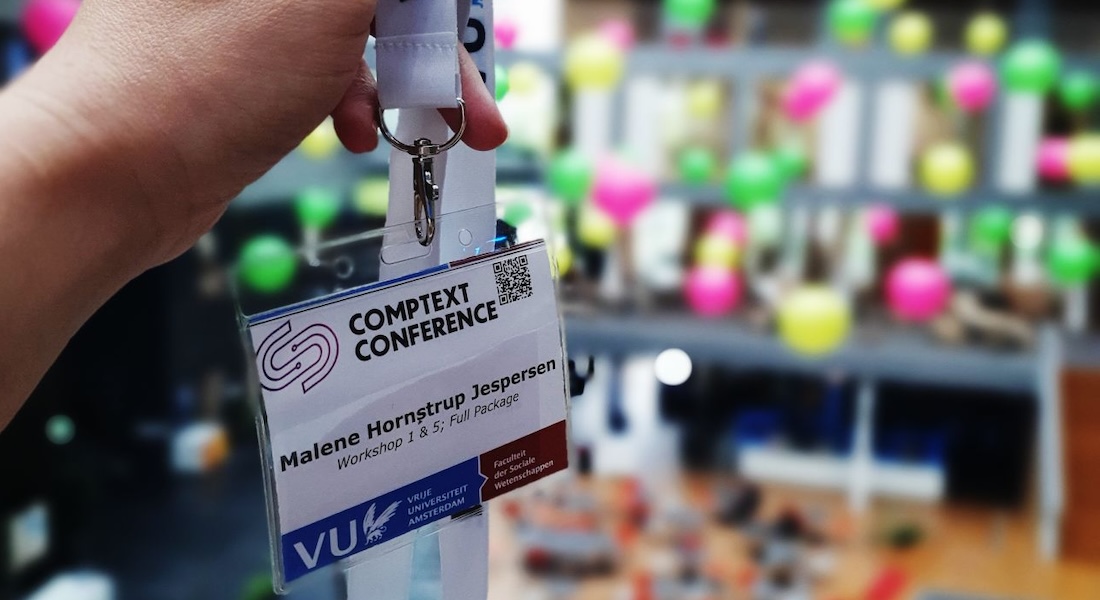 COMPTEXT
CONFERENCE
Malene Hornstrup Jespersen
Workshop 1 & 5; Full Package
VU
VRIJE
UNIVERSITEIT
AMSTERDAM
Faculteit
der Sociale
Wetenschappen